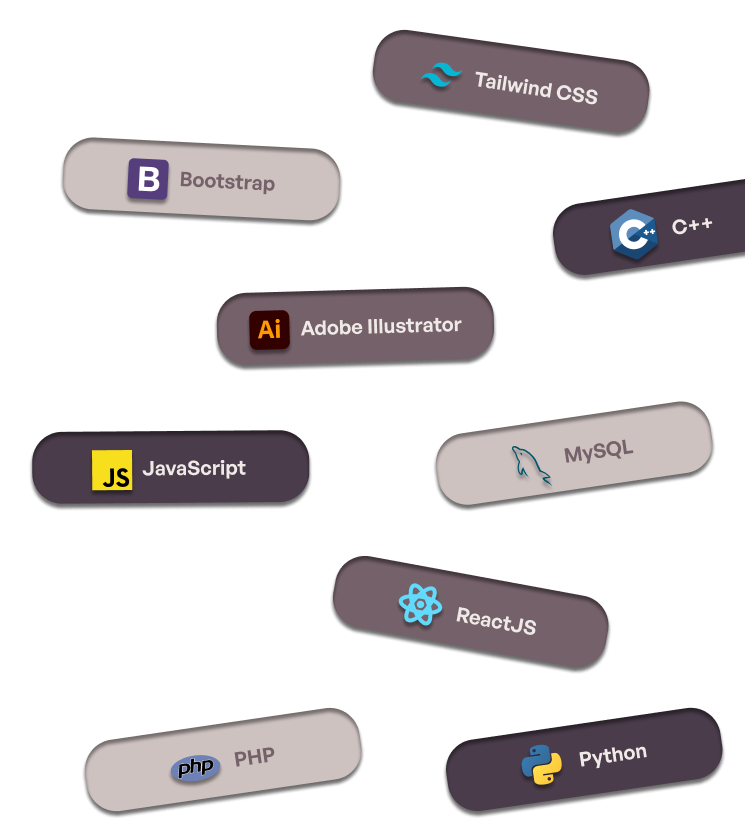 Tailwind CSS
B Bootstrap
C++ C++
Ai Adobe Illustrator
JS JavaScript
MySQL
ReactJS
php PHP
Python